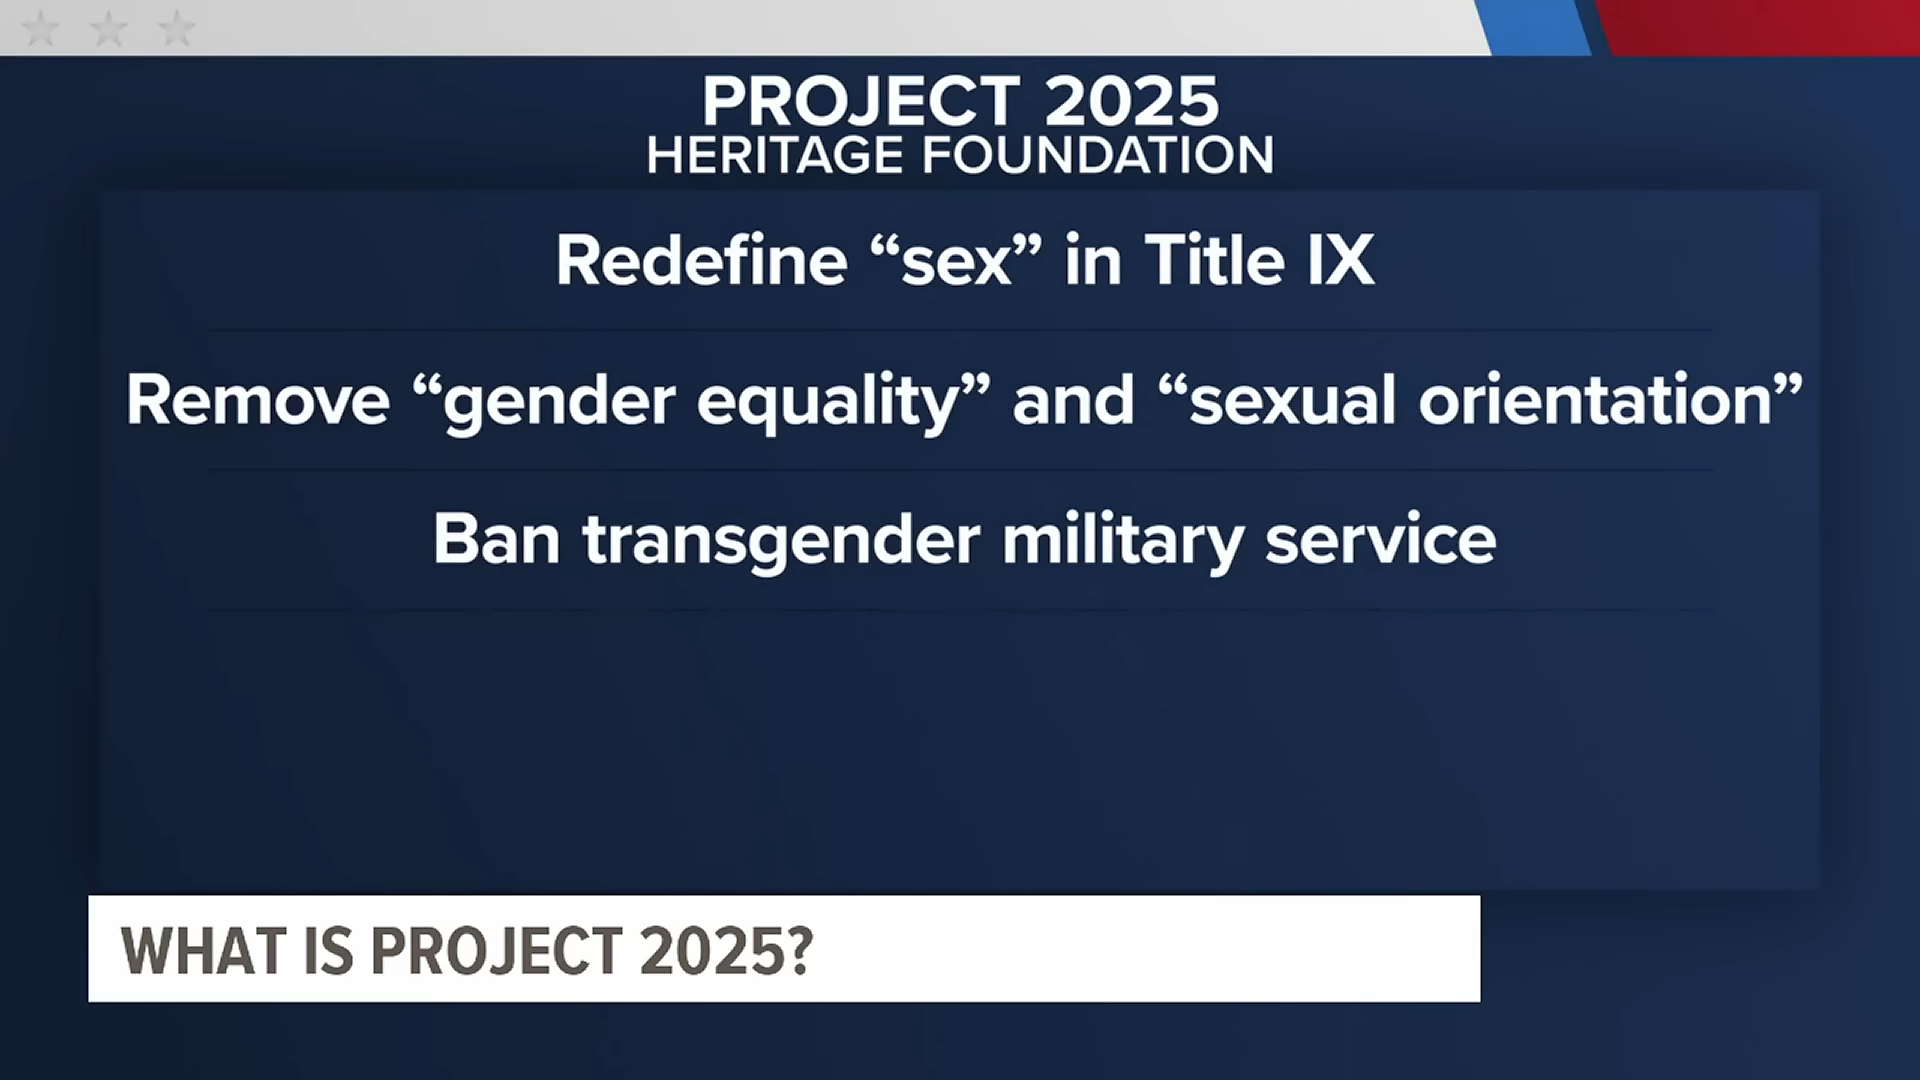 PROJECT 2025
HERITAGE FOUNDATION
Redefine “sex” in Title IX
Remove “gender equality” and “sexual orientation”
Ban transgender military service
WHAT IS PROJECT 2025?